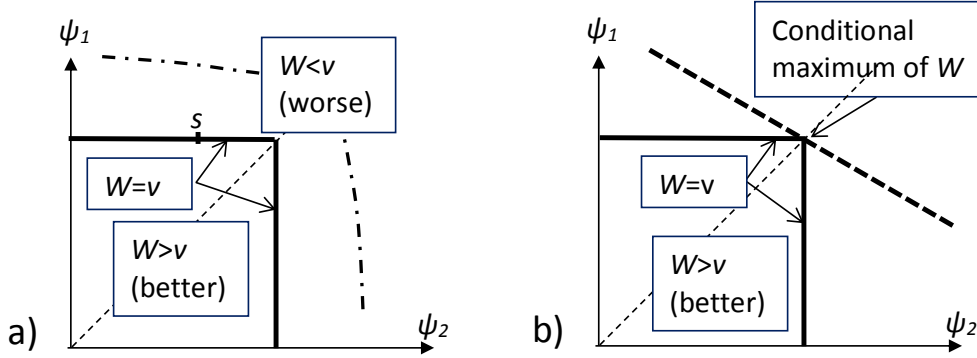 ψ1
W<v
(worse)
s
W=v
W>v
(better)
a)
ψ2
ψ1
Conditional
maximum of W
W=v
W>v
(better)
b)
ψ2